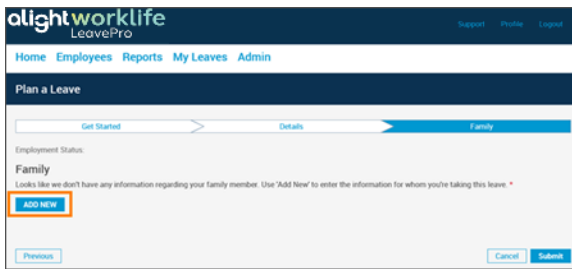 alightworklife
LeavePro
Support Profile Logout
Home Employees Reports My Leaves Admin
Plan a Leave
Get Started Details Family
Employment Status:
Family
Looks like we don't have any information regarding your family member. Use 'Add New' to enter the information for whom you're taking this leave. *
ADD NEW
Previous Cancel Submit